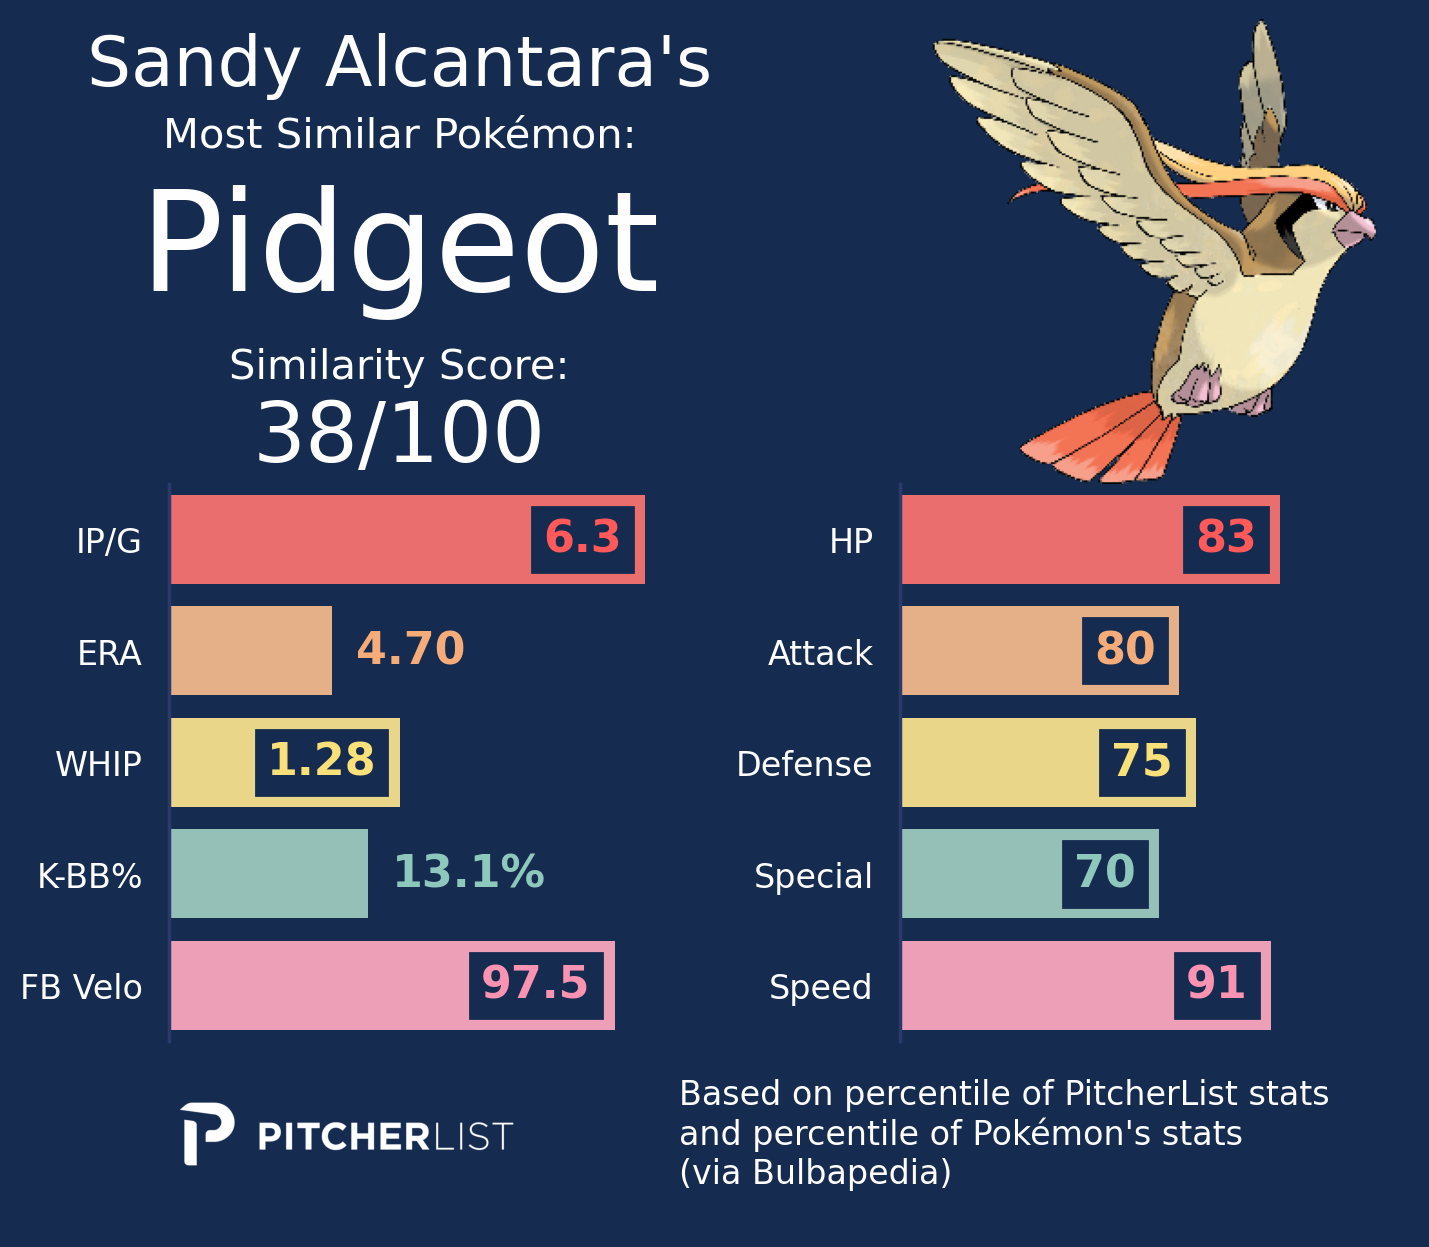 Sandy Alcantara's
Most Similar Pokémon:
Pidgeot
Similarity Score:
38/100
IP/G 6.3
ERA 4.70
WHIP 1.28
K-BB% 13.1%
FB Velo 97.5
HP 83
Attack 80
Defense 75
Special 70
Speed 91
PITCHERLIST
Based on percentile of PitcherList stats
and percentile of Pokémon's stats
(via Bulbapedia)